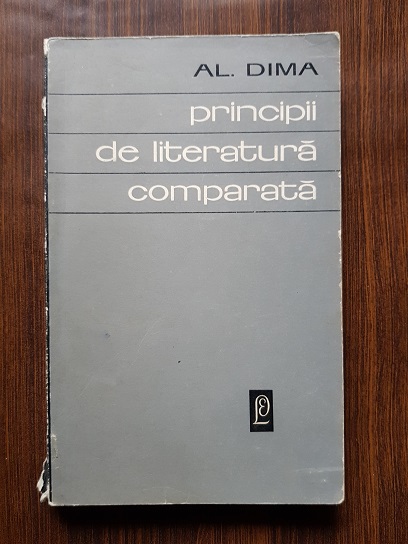 AL. DIMA
principii
de literatură
comparată